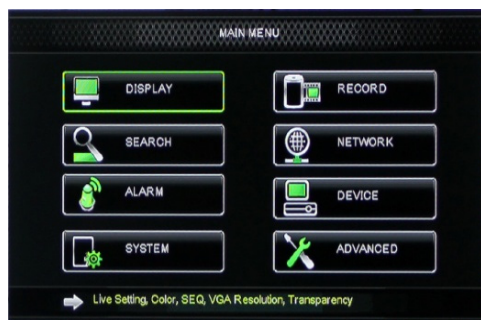 MAIN MENU
DISPLAY
RECORD
SEARCH
NETWORK
ALARM
DEVICE
SYSTEM
ADVANCED
Live Setting, Color, SEQ, VGA Resolution, Transparency